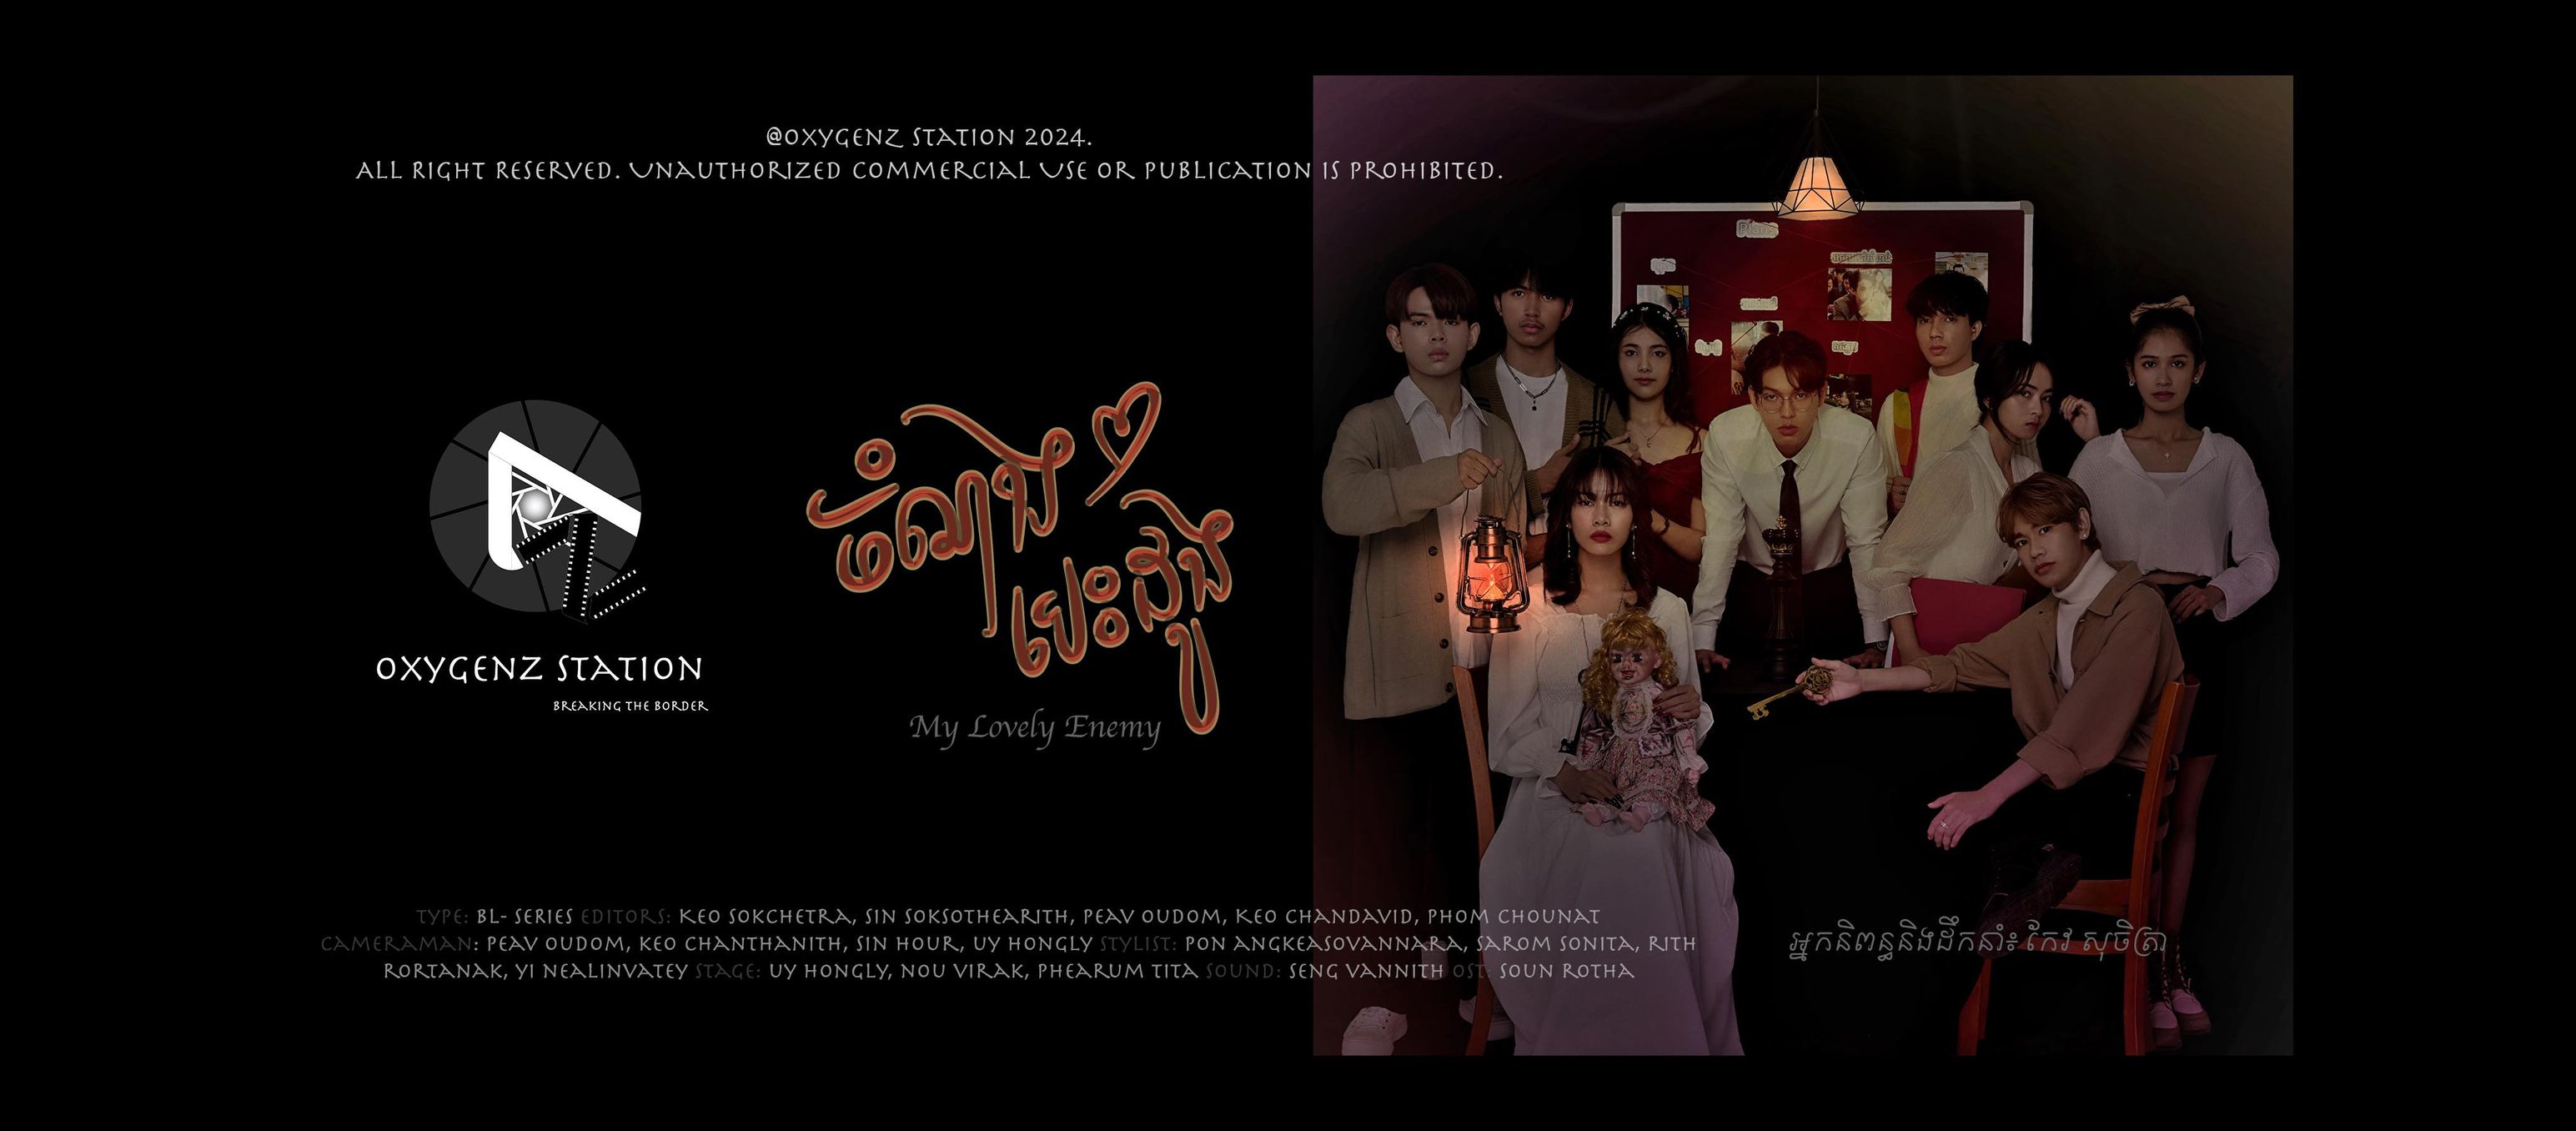 @OXYGENZ STATION 2024.
ALL RIGHT RESERVED. UNAUTHORIZED COMMERCIAL USE OR PUBLICATION IS PROHIBITED.
Plans
OXYGENZ STATION
BREAKING THE BORDER
ចំណង
បេះដូង
My Lovely Enemy
TYPE: BL- SERIES EDITORS: KEO SOKCHETRA, SIN SOKSOTHEARITH, PEAV OUDOM, KEO CHANDAVID, PHOM CHOUNAT
CAMERAMAN: PEAV OUDOM, KEO CHANTHANITH, SIN HOUR, UY HONGLY STYLIST: PON ANGKEASOVANNARA, SAROM SONITA, RITH
RORTANAK, YI NEALINVATEY STAGE: UY HONGLY, NOU VIRAK, PHEARUM TITA SOUND: SENG VANNITH OST: SOUN ROTHA
អ្នកនិពន្ធនិងដឹកនាំ៖ កែវ សុចិត្រា